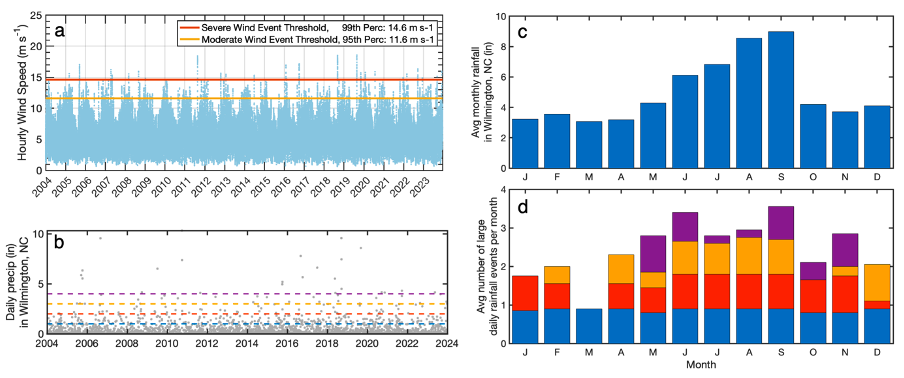 a
Severe Wind Event Threshold, 99th Perc: 14.6 m s-1
Moderate Wind Event Threshold, 95th Perc: 11.6 m s-1
Hourly Wind Speed (m s-1)
25
20
15
10
5
0
2004 2005 2006 2007 2008 2009 2010 2011 2012 2013 2014 2015 2016 2017 2018 2019 2020 2021 2022 2023
b
Daily precip (in)
in Wilmington, NC
10
5
0
2004 2006 2008 2010 2012 2014 2016 2018 2020 2022 2024
c
Avg monthly rainfall
in Wilmington, NC (in)
10
8
6
4
2
0
J F M A M J J A S O N D
d
Avg number of large
daily rainfall events per month
4
3
2
1
0
J F M A M J J A S O N D
Month